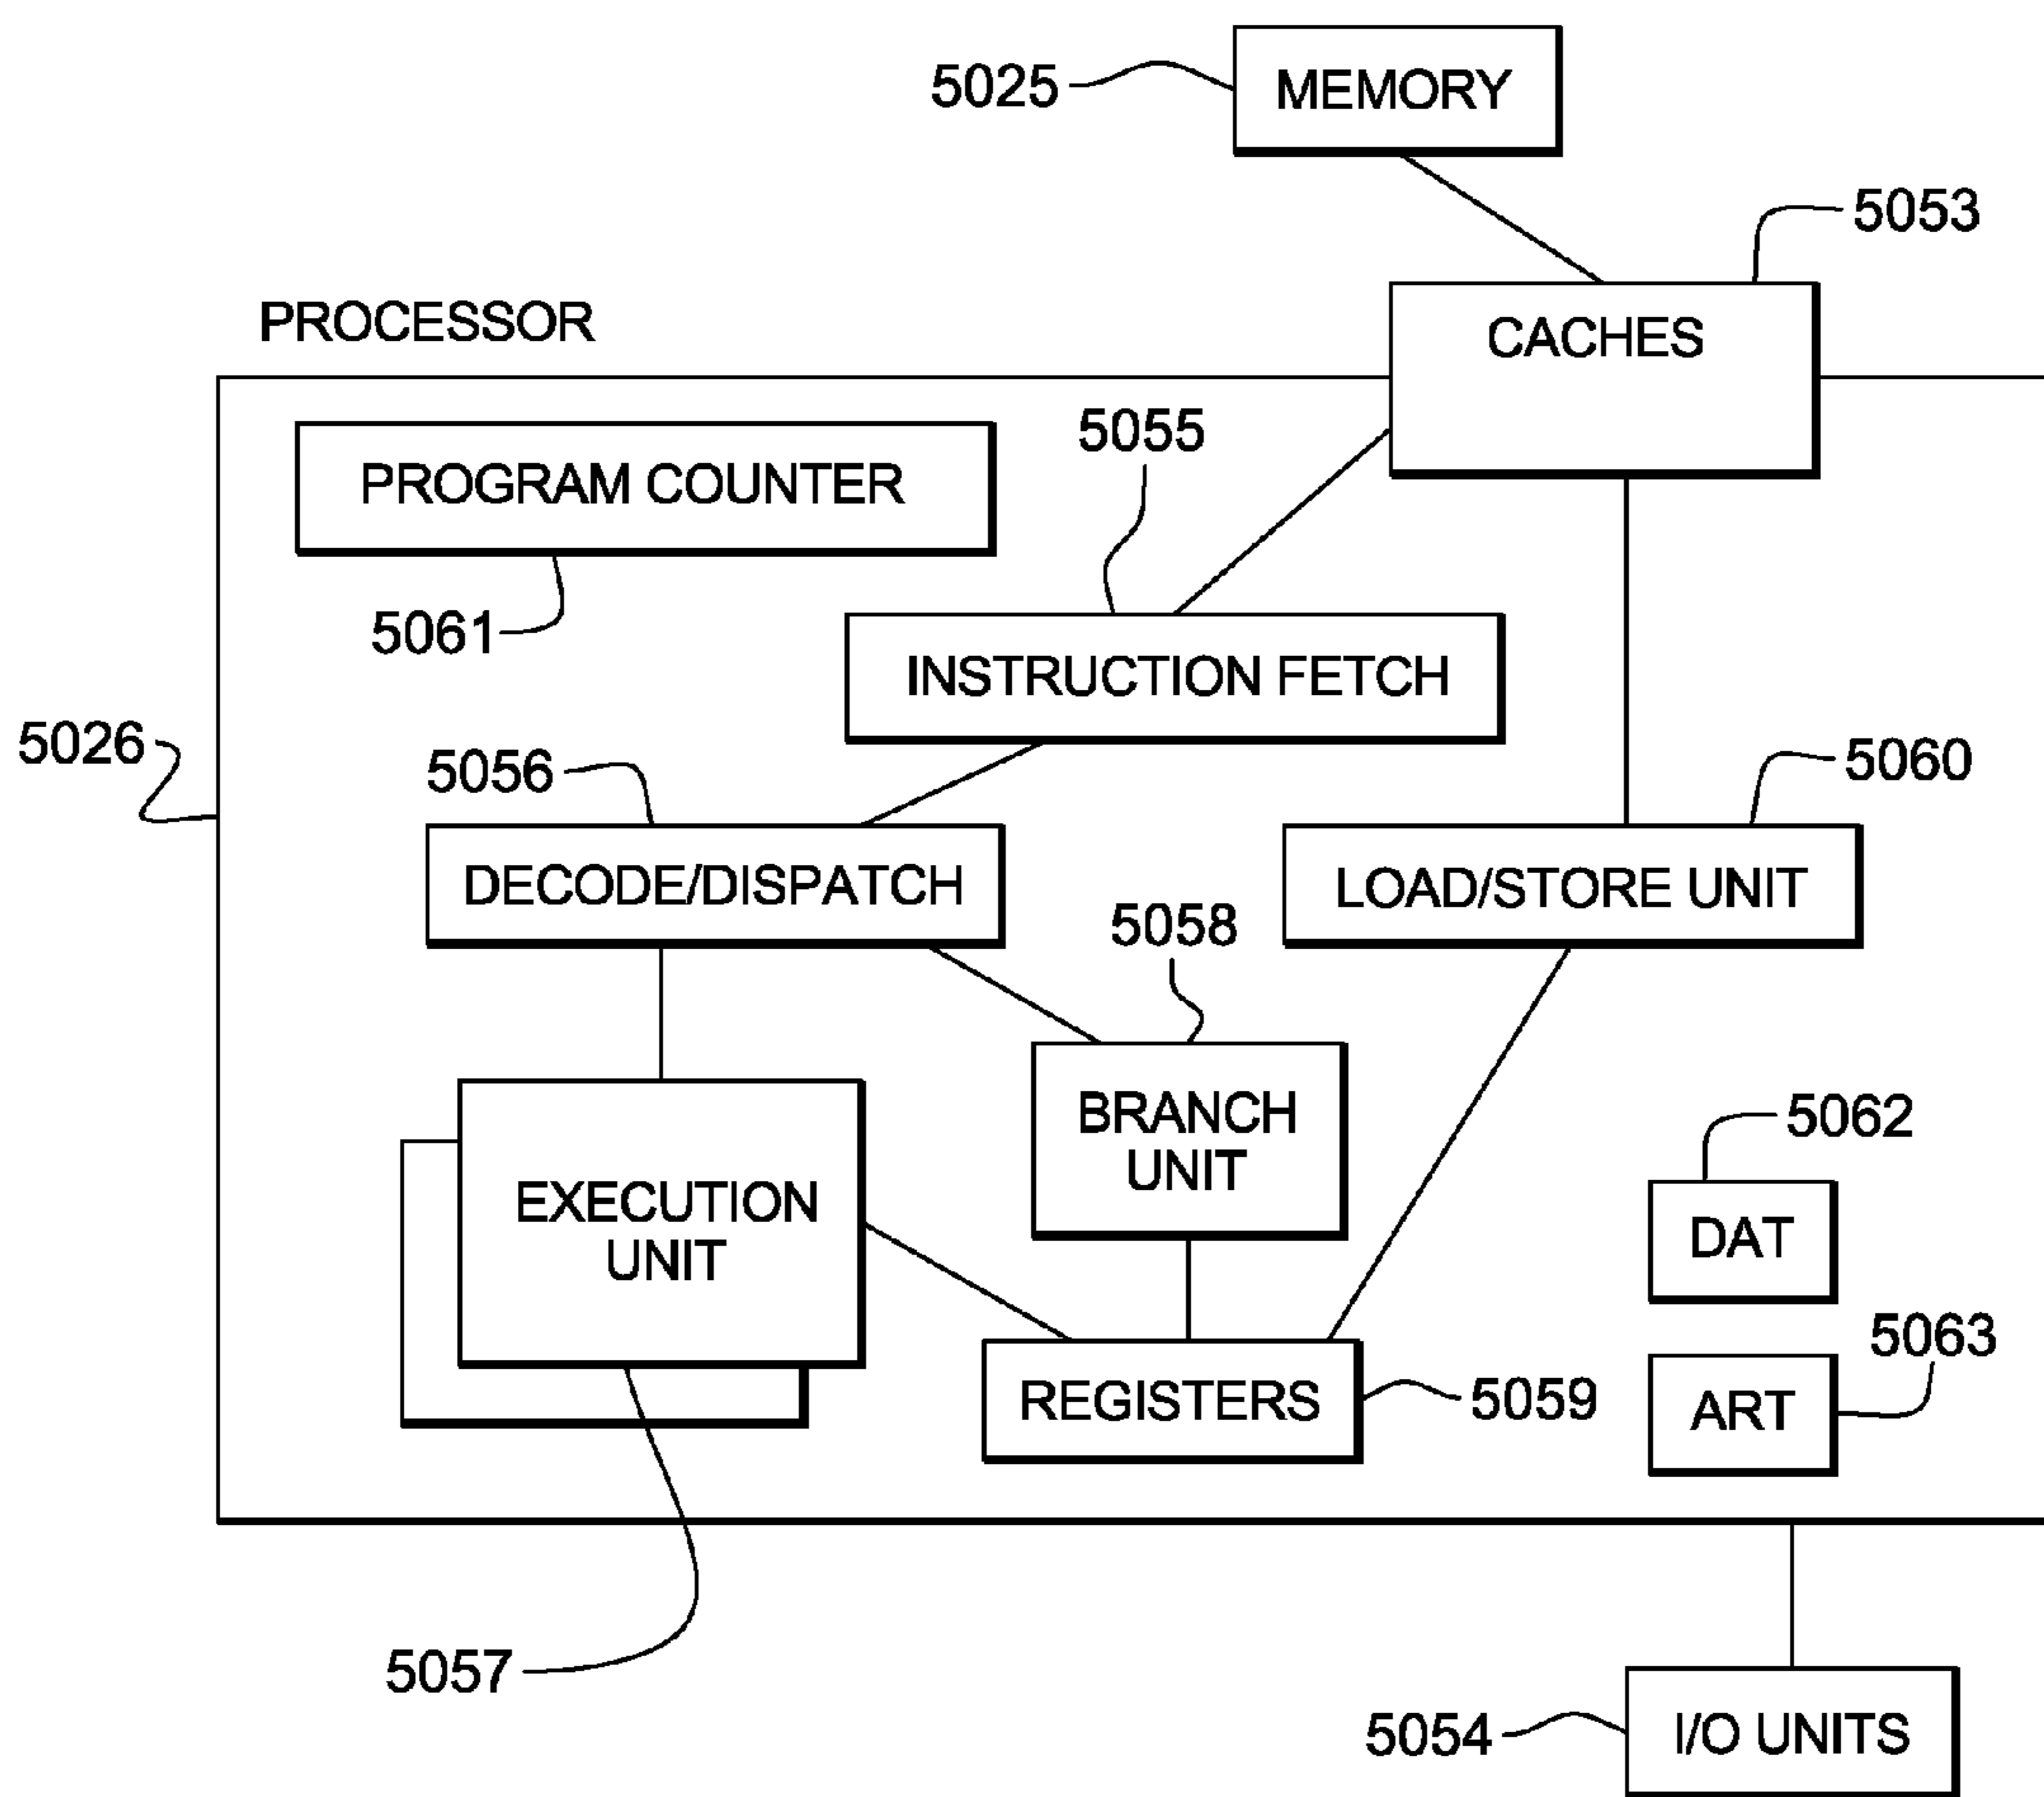 MEMORY
5025
5053
CACHES
PROCESSOR
5055
PROGRAM COUNTER
5061
INSTRUCTION FETCH
5026
5056
5060
DECODE/DISPATCH
LOAD/STORE UNIT
5058
BRANCH
UNIT
5062
EXECUTION
UNIT
DAT
5063
REGISTERS
5059
ART
5057
5054
I/O UNITS